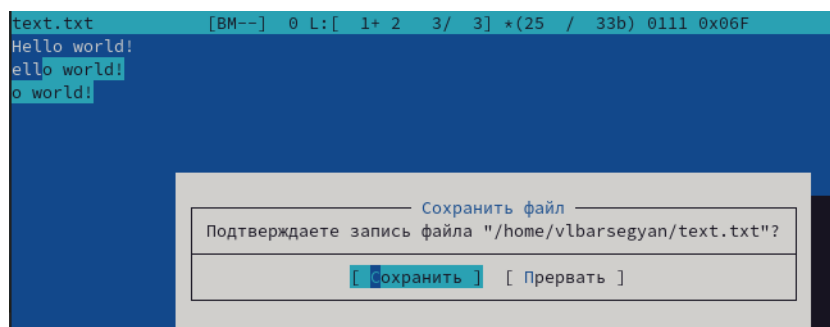 text.txt [BM--] 0 L:[ 1+ 2 3/ 3] *(25 / 33b) 0111 0x06F
Hello world!
ello world!
o world!
Сохранить файл
Подтверждаете запись файла "/home/vlbarsegyan/text.txt"?
[ Сохранить ] [ Прервать ]